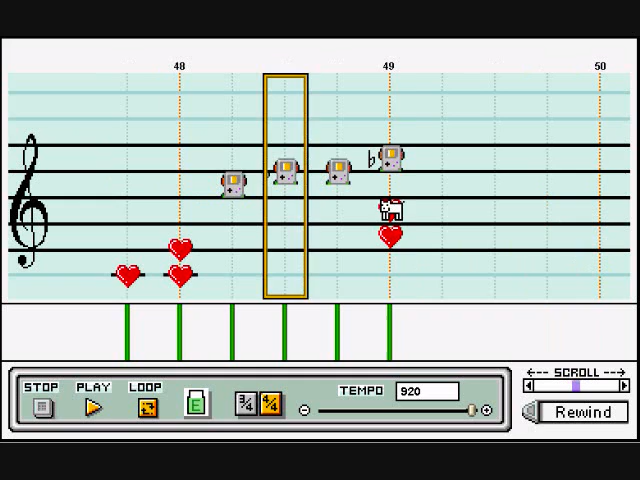 48 49 50
♭
STOP PLAY LOOP
E
3/4 4/4
TEMPO 920
<-- SCROLL -->
Rewind